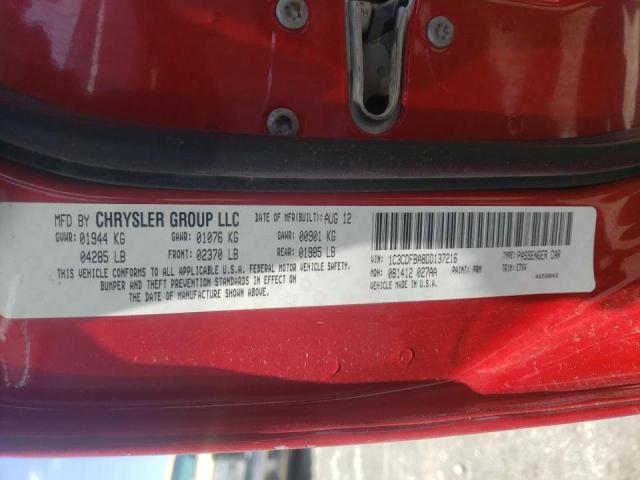 MFD BY CHRYSLER GROUP LLC DATE OF MFR(BUILT): AUG 12
GVWR: 01944 KG GAWR: 01076 KG GAWR: 00901 KG
04285 LB FRONT: 02370 LB REAR: 01985 LB
THIS VEHICLE CONFORMS TO ALL APPLICABLE U.S.A. FEDERAL MOTOR VEHICLE SAFETY,
BUMPER AND THEFT PREVENTION STANDARDS IN EFFECT ON
THE DATE OF MANUFACTURE SHOWN ABOVE.
VIN: 1C3CDFBA8DD137216 TYPE: PASSENGER CAR
MDH: 081412 027AA PAINT: PRM TRIM:
VEHICLE MADE IN U.S.A.